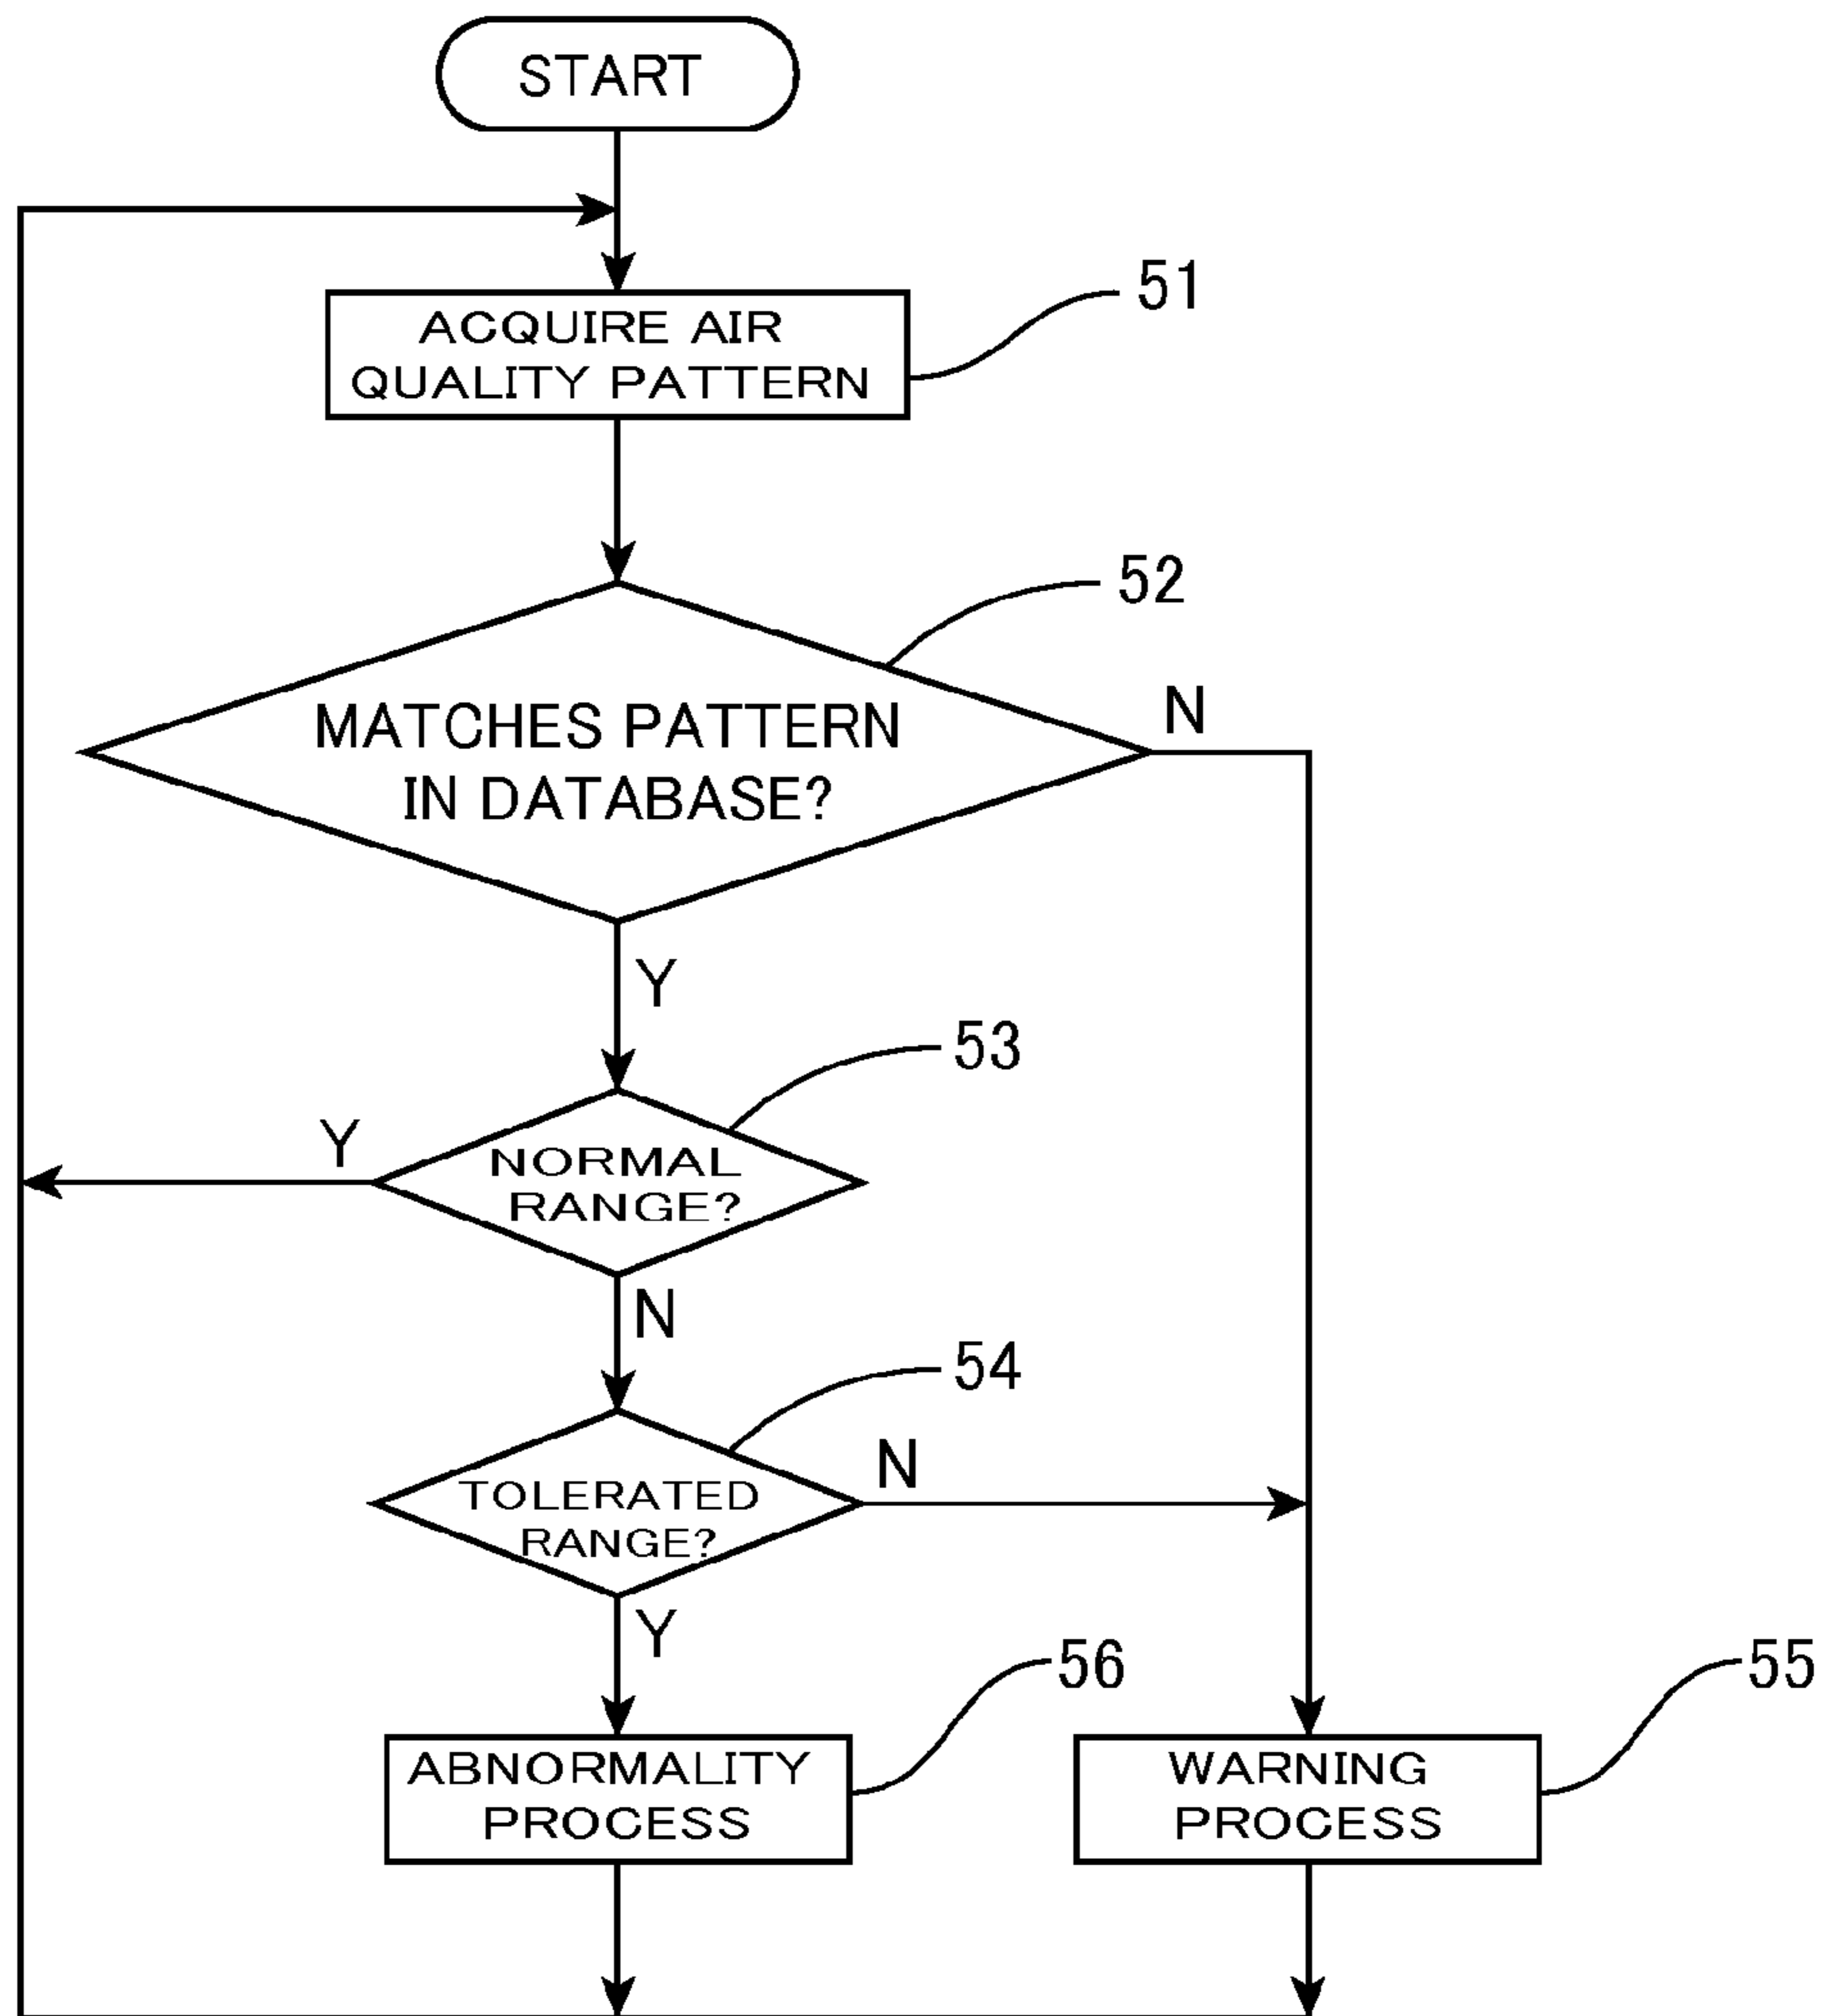 START
51
ACQUIRE AIR
QUALITY PATTERN
52
N
MATCHES PATTERN
IN DATABASE?
Y
53
Y
NORMAL
RANGE?
N
54
N
TOLERATED
RANGE?
Y
56
55
ABNORMALITY
PROCESS
WARNING
PROCESS